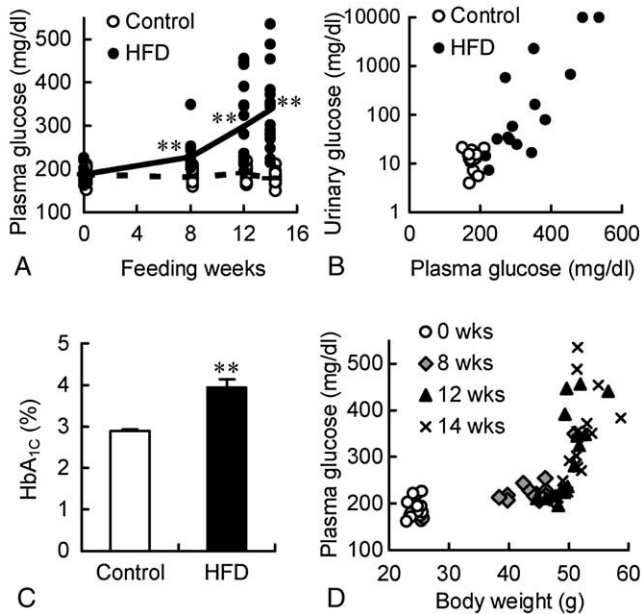 Control
HFD
Plasma glucose (mg/dl)
500
400
300
200
100
**
**
**
0
4
8
12
16
Feeding weeks
A
Control
HFD
Urinary glucose (mg/dl)
10000
1000
100
10
1
0
200
400
600
Plasma glucose (mg/dl)
B
HbA1C (%)
5
4
3
2
1
0
**
Control
HFD
C
0 wks
8 wks
12 wks
14 wks
Plasma glucose (mg/dl)
500
400
300
200
100
20
30
40
50
60
Body weight (g)
D